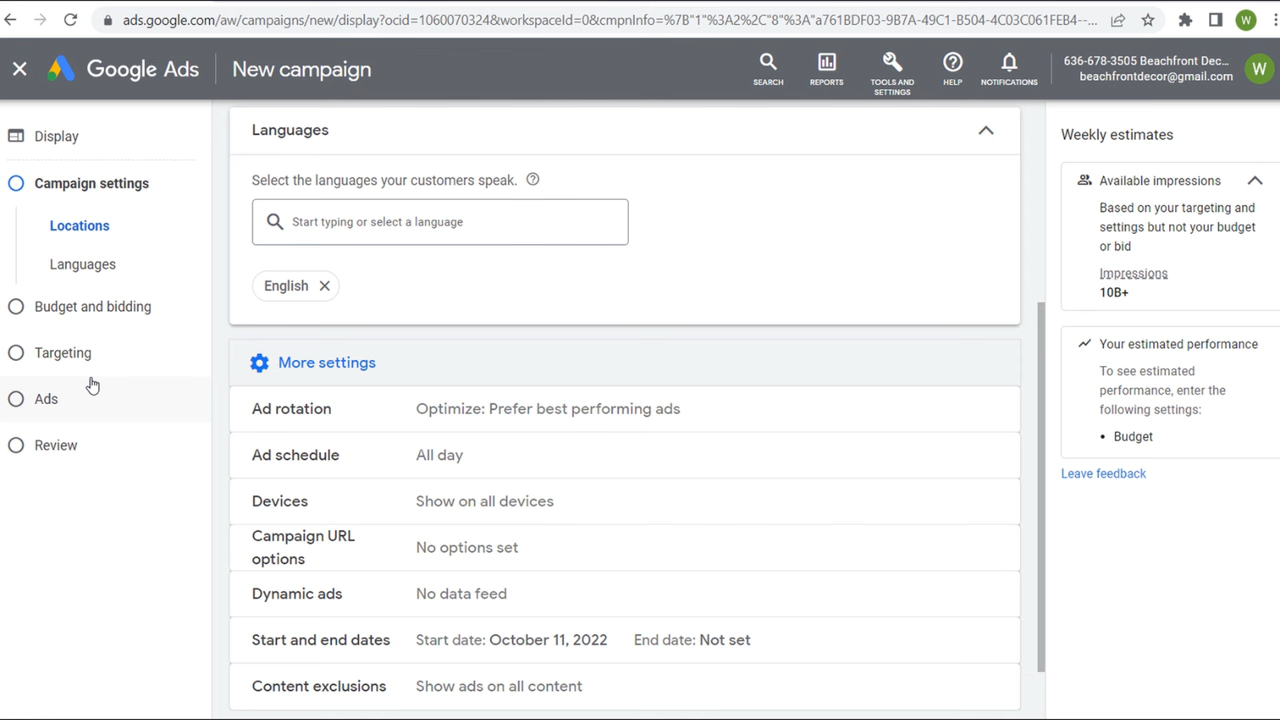 ads.google.com/aw/campaigns/new/display?ocid=1060070324&workspaceId=0&cmpnInfo=%7B"1"%3A2%2C"8"%3A"a761BDF03-9B7A-49C1-B504-4C03C061FEB4--...
W
Google Ads
New campaign
SEARCH
REPORTS
TOOLS AND
SETTINGS
HELP
NOTIFICATIONS
636-678-3505 Beachfront Dec...
beachfrontdecor@gmail.com
W
Display
Campaign settings
Locations
Languages
Budget and bidding
Targeting
Ads
Review
Languages
Select the languages your customers speak.
Start typing or select a language
English
More settings
Ad rotation Optimize: Prefer best performing ads
Ad schedule All day
Devices Show on all devices
Campaign URL
options
No options set
Dynamic ads No data feed
Start and end dates Start date: October 11, 2022 End date: Not set
Content exclusions Show ads on all content
Weekly estimates
Available impressions
Based on your targeting and
settings but not your budget
or bid
Impressions
10B+
Your estimated performance
To see estimated
performance, enter the
following settings:
• Budget
Leave feedback